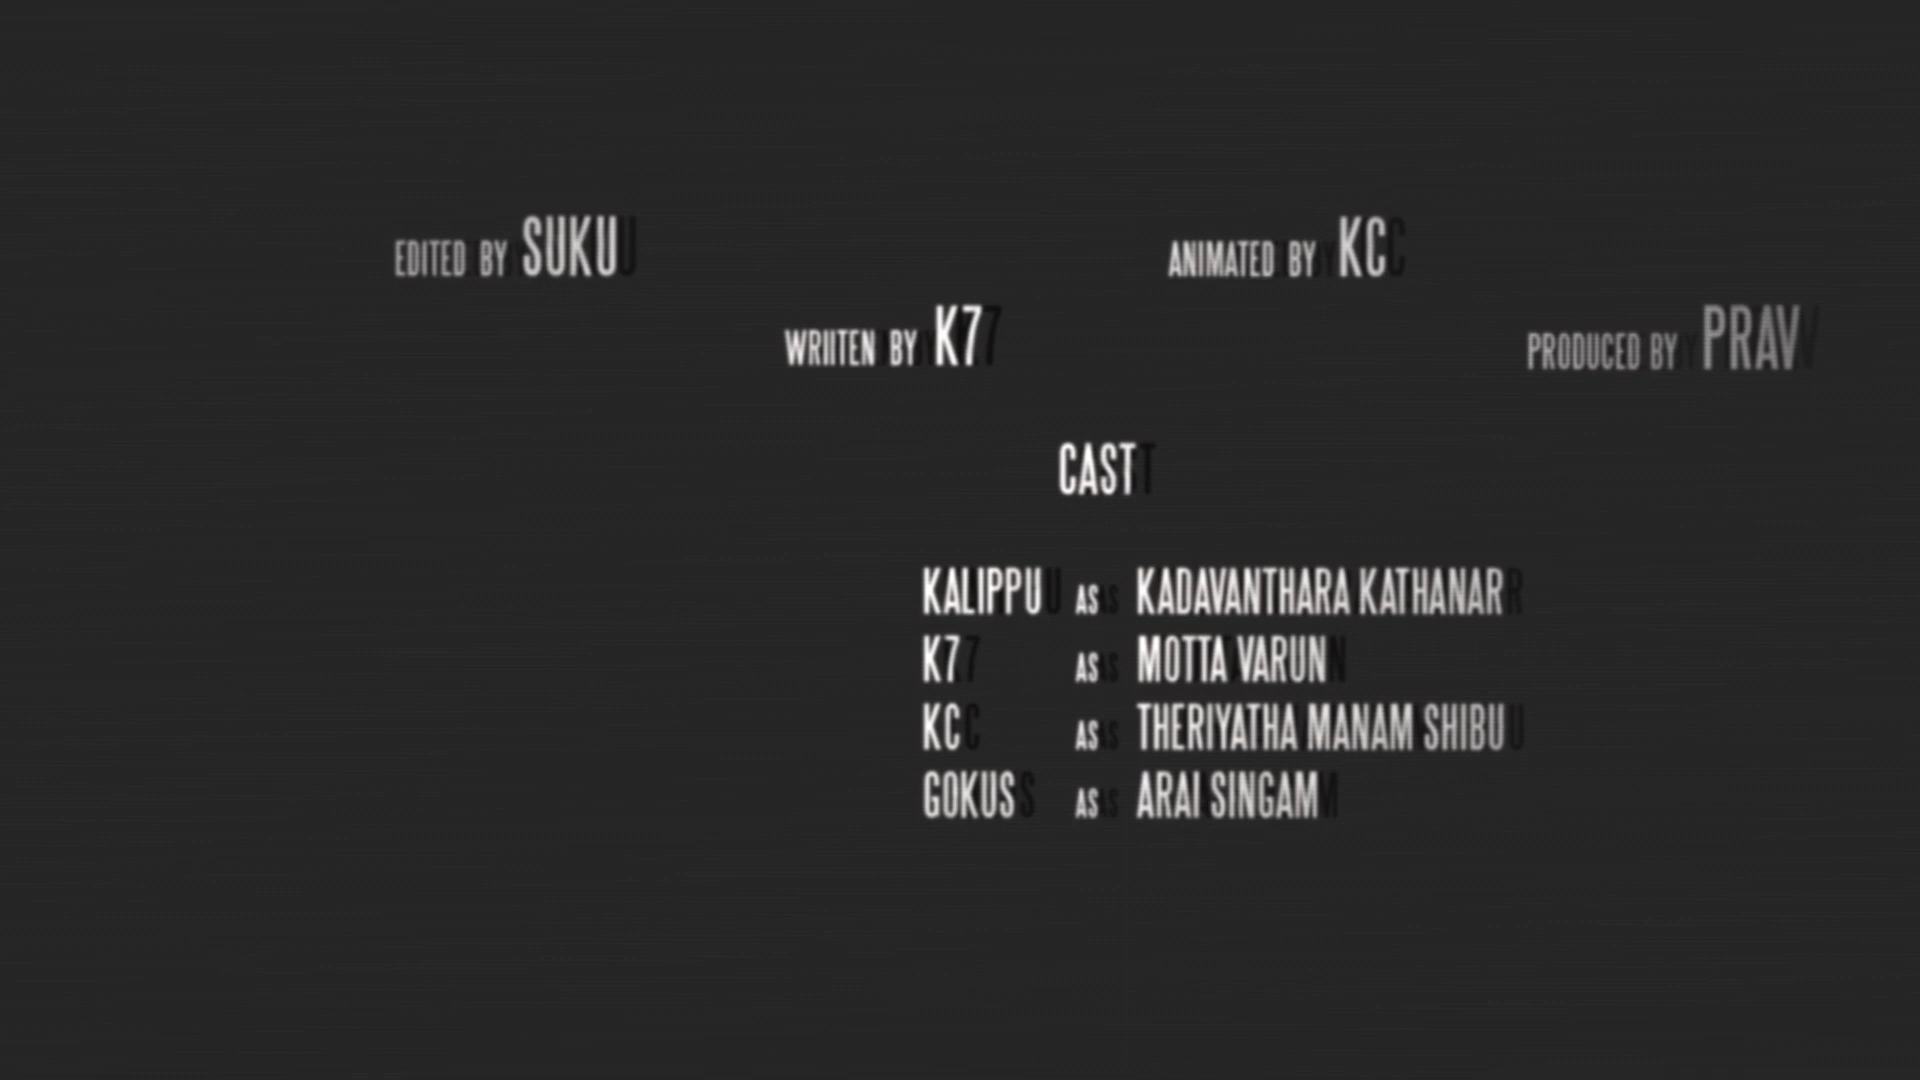 EDITED BY SUKU
ANIMATED BY KC
WRIITEN BY K7
PRODUCED BY PRAV
CAST
KALIPPU AS KADAVANTHARA KATHANAR
K7 AS MOTTA VARUN
KC AS THERIYATHA MANAM SHIBU
GOKUS AS ARAI SINGAM